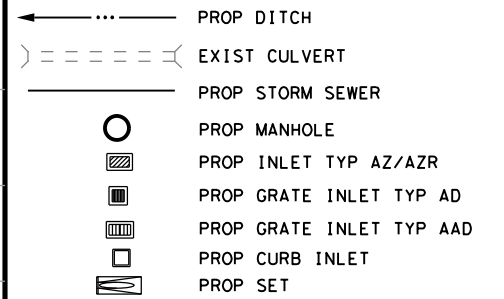 PROP DITCH
EXIST CULVERT
PROP STORM SEWER
PROP MANHOLE
PROP INLET TYP AZ/AZR
PROP GRATE INLET TYP AD
PROP GRATE INLET TYP AAD
PROP CURB INLET
PROP SET